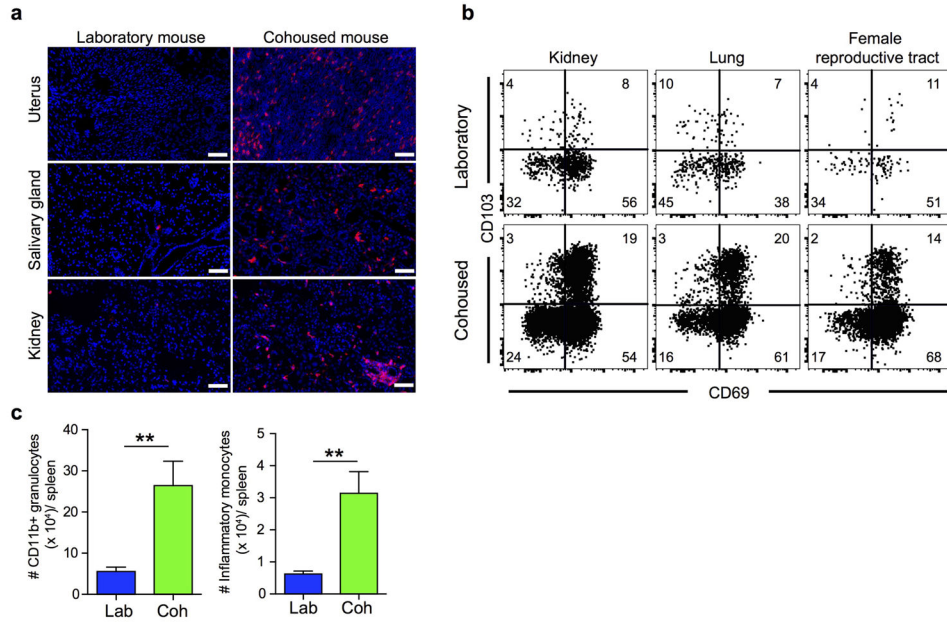 a
Laboratory mouse Cohoused mouse
Uterus
Salivary gland
Kidney
b
Kidney Lung Female
reproductive tract
Laboratory
Cohoused
CD103
4 8 10 7 4 11
32 56 45 38 34 51
3 19 3 20 2 14
24 54 16 61 17 68
CD69
c
# CD11b+ granulocytes
(x 10⁴)/ spleen
40
30
20
10
0
**
Lab Coh
# Inflammatory monocytes
(x 10⁴)/ spleen
5
4
3
2
1
0
**
Lab Coh